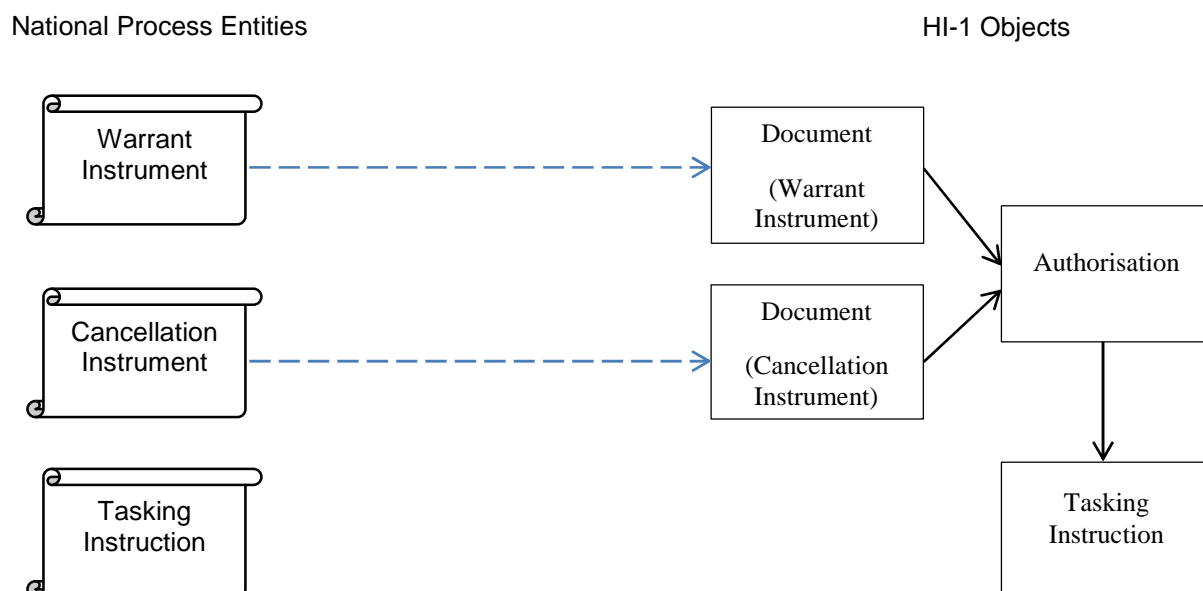 National Process Entities
HI-1 Objects
Warrant
Instrument
Document
(Warrant
Instrument)
Authorisation
Cancellation
Instrument
Document
(Cancellation
Instrument)
Tasking
Instruction
Tasking
Instruction